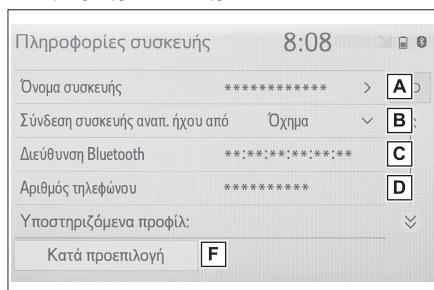 Πληροφορίες συσκευής 8:08
Όνομα συσκευής ************ > A
Σύνδεση συσκευής αναπ. ήχου από Όχημα B
Διεύθυνση Bluetooth **:**:**:**:**:** C
Αριθμός τηλεφώνου ********** D
Υποστηριζόμενα προφίλ:
Κατά προεπιλογή F